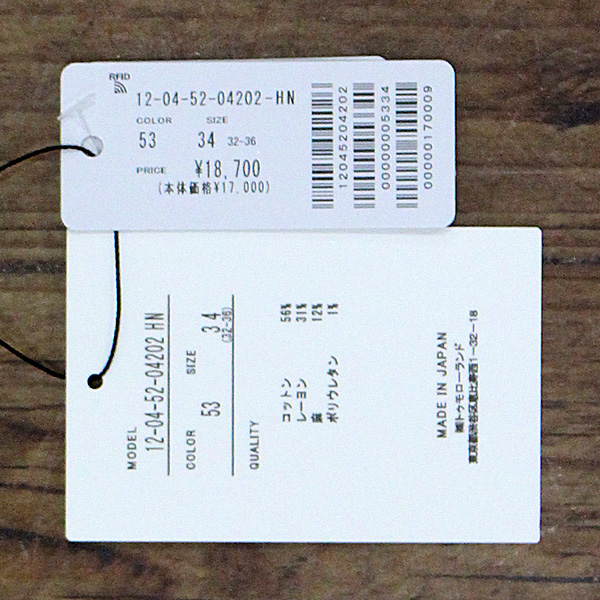 RFID
12-04-52-04202-HN
COLOR SIZE
53 34 32-36
PRICE ¥18,700
(本体価格¥17,000)
12045204202
00000005334
00000170009
MODEL
12-04-52-04202 HN
COLOR 53 SIZE 34
(32-36)
QUALITY
コットン 56%
レーヨン 31%
麻 12%
ポリウレタン 1%
MADE IN JAPAN
㈱トゥモローランド
東京都渋谷区恵比寿西1-32-18